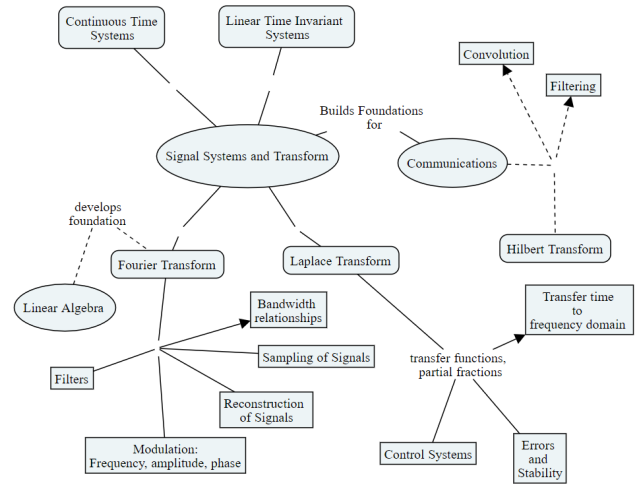 Continuous Time
Systems
Linear Time Invariant
Systems
Convolution
Filtering
Builds Foundations
for
Signal Systems and Transform
Communications
develops
foundation
Hilbert Transform
Fourier Transform
Laplace Transform
Linear Algebra
Bandwidth
relationships
Transfer time
to
frequency domain
Sampling of Signals
transfer functions,
partial fractions
Filters
Reconstruction
of Signals
Modulation:
Frequency, amplitude, phase
Control Systems
Errors
and
Stability